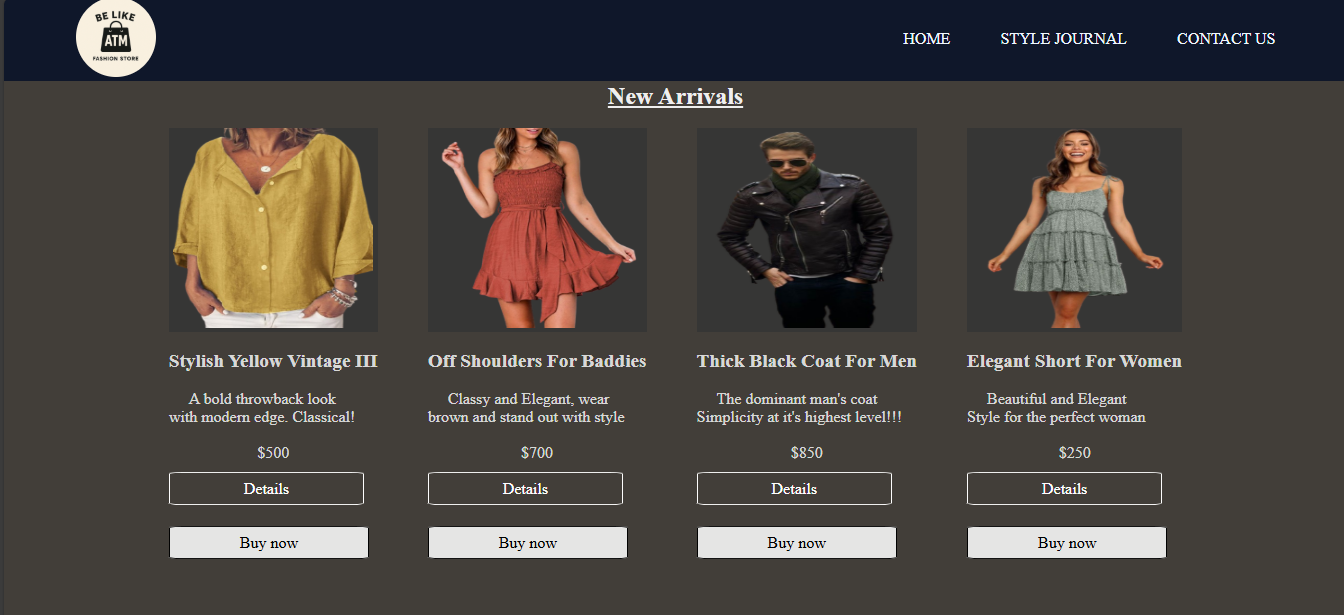 BE LIKE
ATM
FASHION STORE
HOME STYLE JOURNAL CONTACT US
New Arrivals
Stylish Yellow Vintage III
A bold throwback look
with modern edge. Classical!
$500
Details
Buy now
Off Shoulders For Baddies
Classy and Elegant, wear
brown and stand out with style
$700
Details
Buy now
Thick Black Coat For Men
The dominant man's coat
Simplicity at it's highest level!!!
$850
Details
Buy now
Elegant Short For Women
Beautiful and Elegant
Style for the perfect woman
$250
Details
Buy now